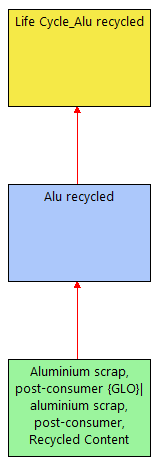 Life Cycle_Alu recycled
Alu recycled
Aluminium scrap,
post-consumer {GLO}|
aluminium scrap,
post-consumer,
Recycled Content